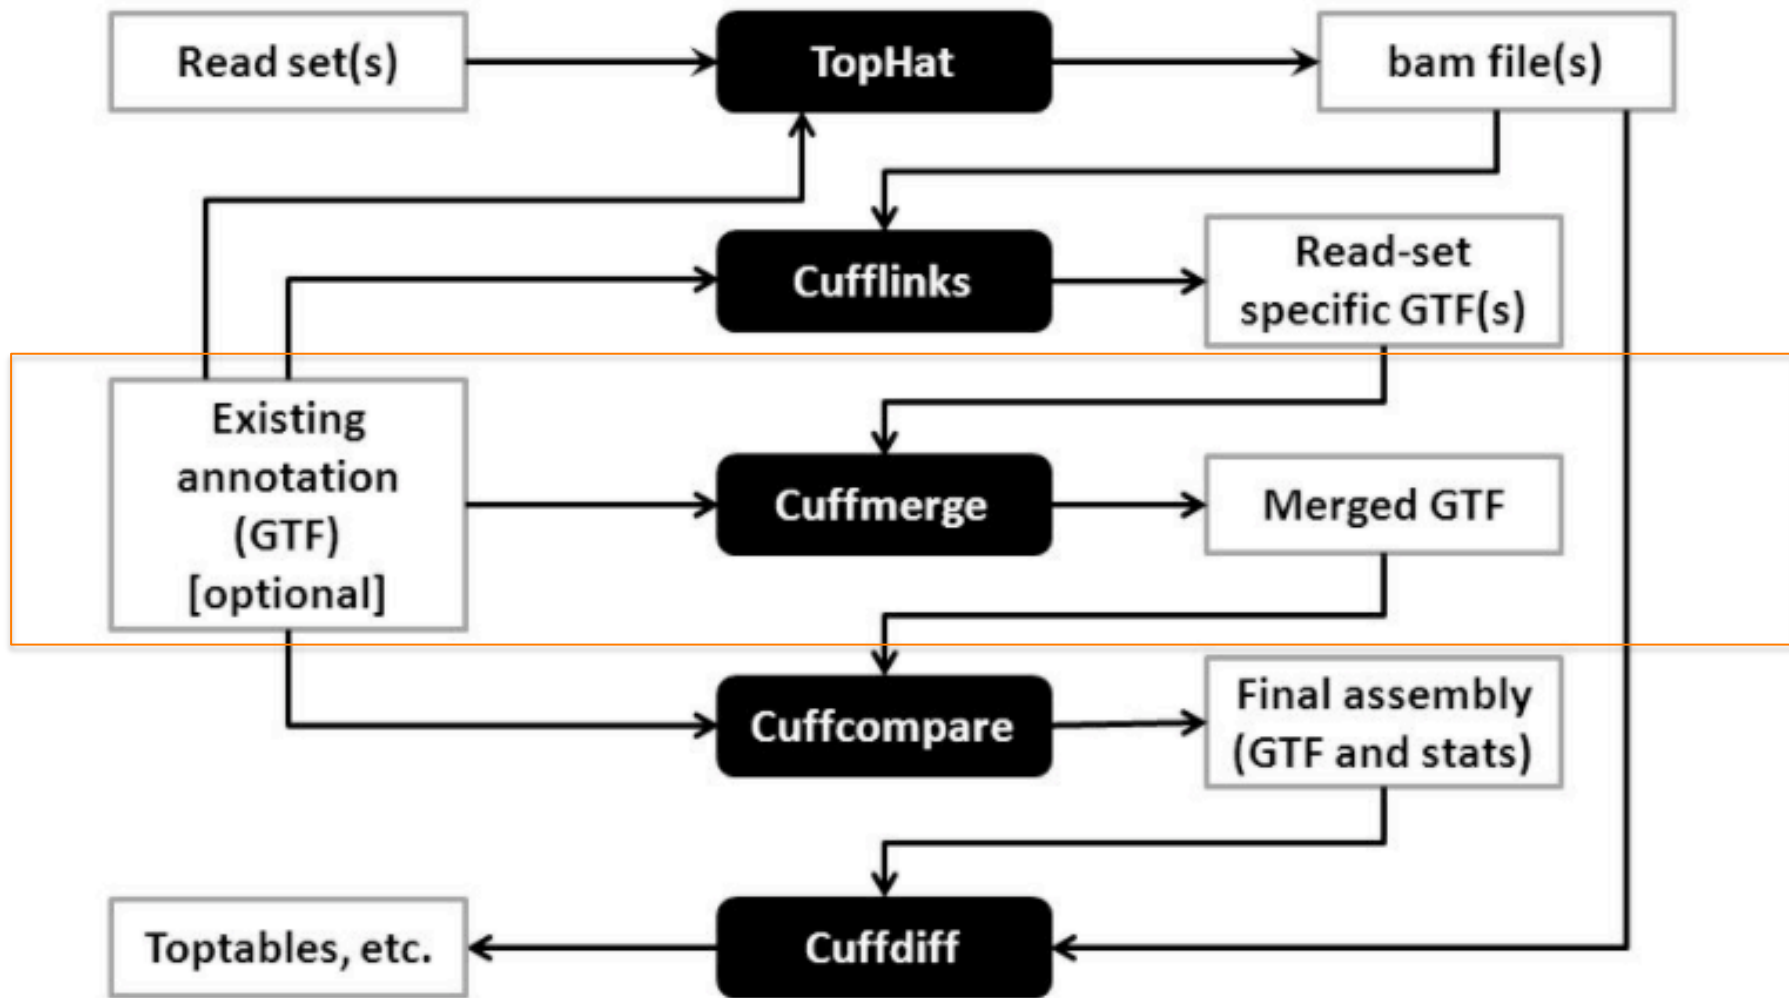 Read set(s)
TopHat
bam file(s)
Cufflinks
Read-set
specific GTF(s)
Existing
annotation
(GTF)
[optional]
Cuffmerge
Merged GTF
Cuffcompare
Final assembly
(GTF and stats)
Toptables, etc.
Cuffdiff